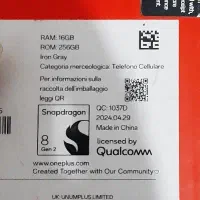 RAM: 16GB
ROM: 256GB
Iron Gray
Categoria merceologica: Telefono Cellulare
Per informazioni sulla
raccolta dell'imballaggio
leggi QR
Snapdragon
8
Gen 2
QC: 1037D
2024.04.29
Made in China
licensed by
Qualcomm
www.oneplus.com
Created Together with Our Community
UK: UNUMPLUS LIMITED